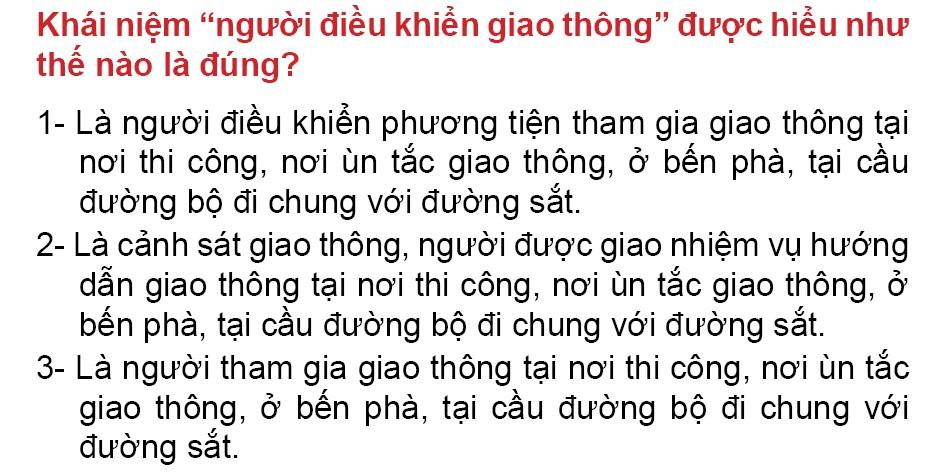 Khái niệm “người điều khiển giao thông” được hiểu như
thế nào là đúng?
1- Là người điều khiển phương tiện tham gia giao thông tại
nơi thi công, nơi ùn tắc giao thông, ở bến phà, tại cầu
đường bộ đi chung với đường sắt.
2- Là cảnh sát giao thông, người được giao nhiệm vụ hướng
dẫn giao thông tại nơi thi công, nơi ùn tắc giao thông, ở
bến phà, tại cầu đường bộ đi chung với đường sắt.
3- Là người tham gia giao thông tại nơi thi công, nơi ùn tắc
giao thông, ở bến phà, tại cầu đường bộ đi chung với
đường sắt.